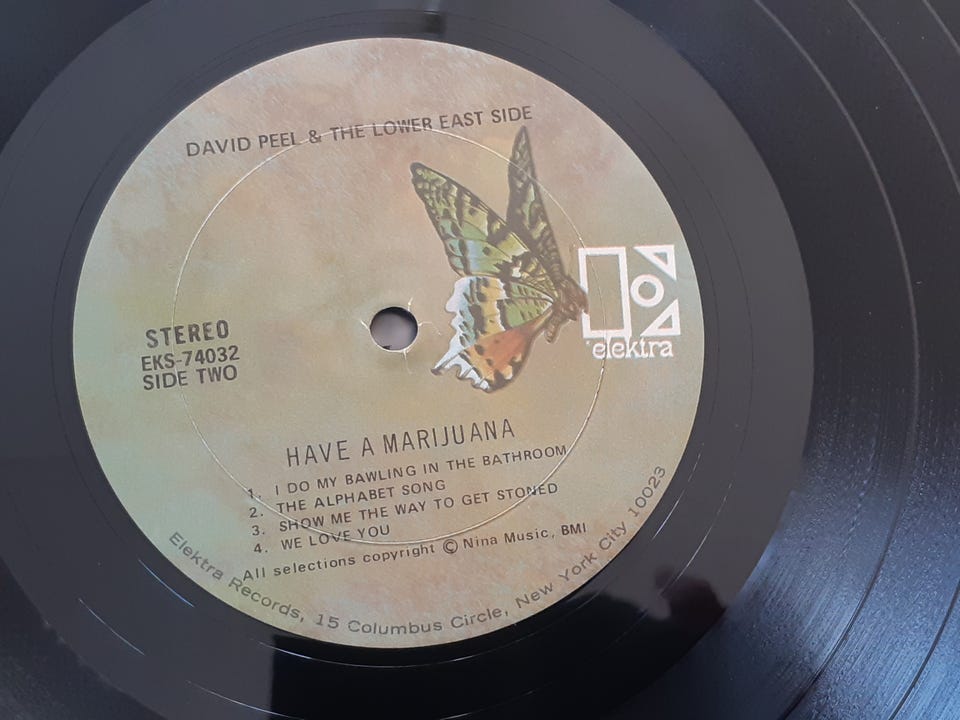 DAVID PEEL & THE LOWER EAST SIDE
elektra
STEREO
EKS-74032
SIDE TWO
HAVE A MARIJUANA
1. I DO MY BAWLING IN THE BATHROOM
2. THE ALPHABET SONG
3. SHOW ME THE WAY TO GET STONED
4. WE LOVE YOU
All selections copyright © Nina Music, BMI
Elektra Records, 15 Columbus Circle, New York City 10023